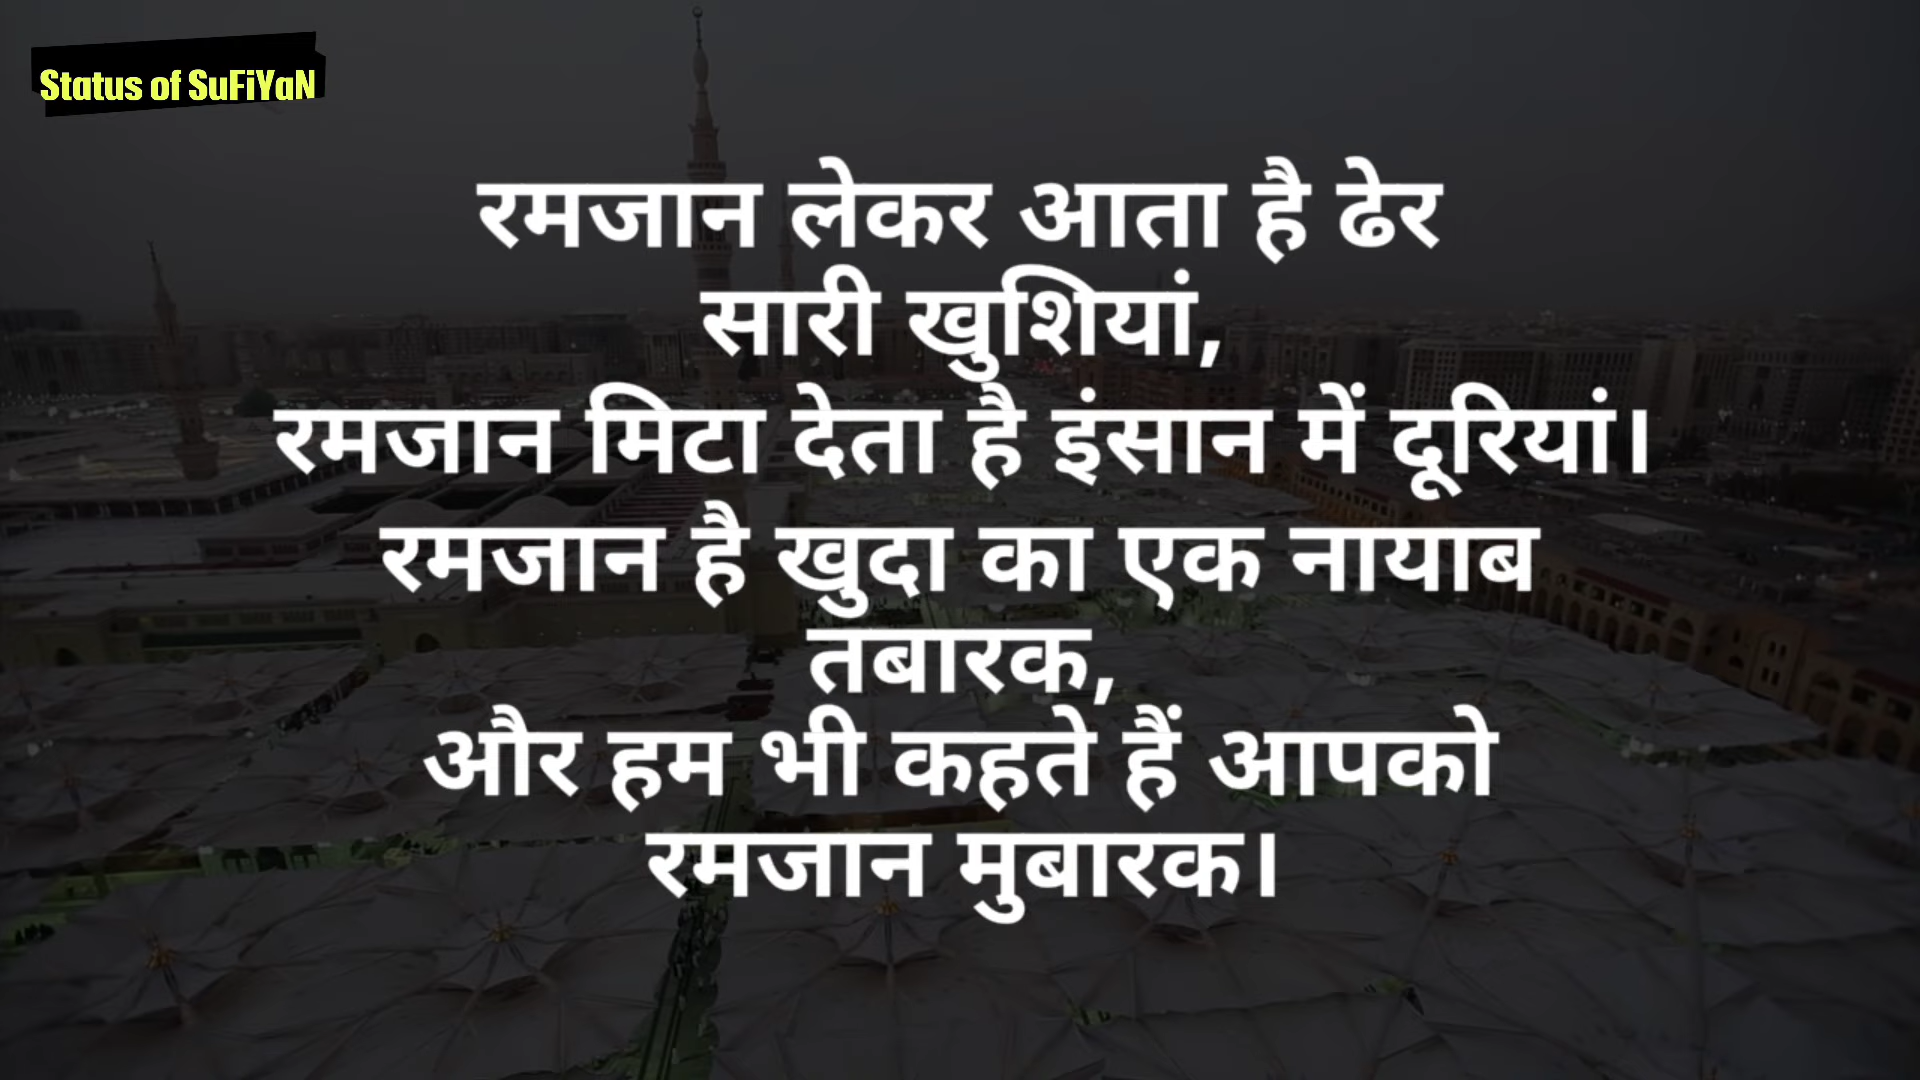 Status of SuFiYaN
रमजान लेकर आता है ढेर
सारी खुशियां,
रमजान मिटा देता है इंसान में दूरियां।
रमजान है खुदा का एक नायाब
तबारक,
और हम भी कहते हैं आपको
रमजान मुबारक।